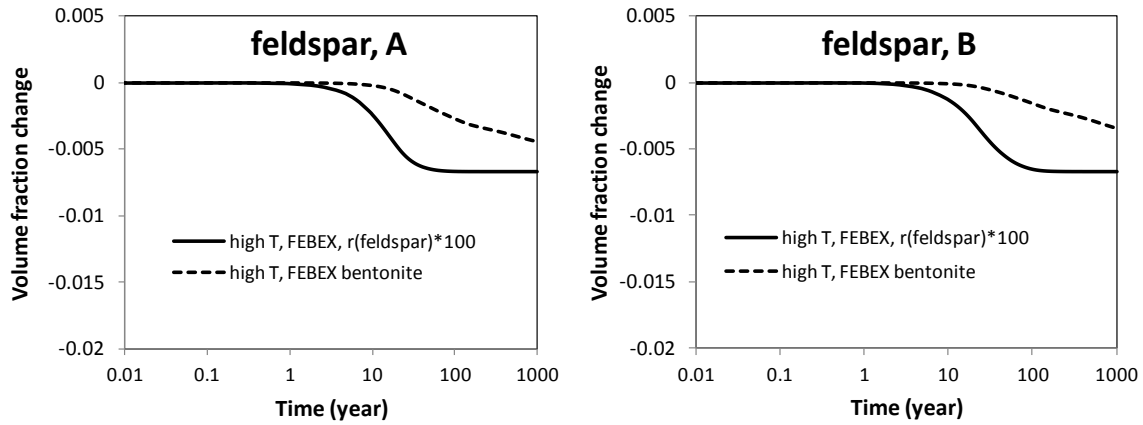 feldspar, A
0.005
0
-0.005
-0.01
-0.015
-0.02
Volume fraction change
high T, FEBEX, r(feldspar)*100
high T, FEBEX bentonite
0.01 0.1 1 10 100 1000
Time (year)
feldspar, B
0.005
0
-0.005
-0.01
-0.015
-0.02
Volume fraction change
high T, FEBEX, r(feldspar)*100
high T, FEBEX bentonite
0.01 0.1 1 10 100 1000
Time (year)